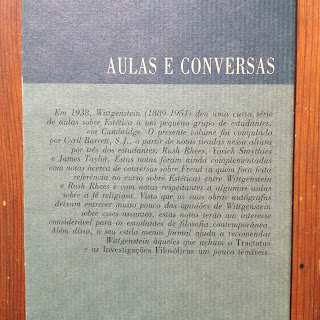 AULAS E CONVERSAS
Em 1938, Wittgenstein (1889-1951) deu uma curta série
de aulas sobre Estética a um pequeno grupo de estudantes,
em Cambridge. O presente volume foi compilado
por Cyril Barrett, S.J., a partir de notas tiradas nessa altura
por três dos estudantes: Rush Rhees, Yorick Smythies
e James Taylor. Estas notas foram ainda complementadas
com notas acerca de conversas sobre Freud (a quem fora feita
referência no curso sobre Estética) entre Wittgenstein
e Rush Rhees e com notas respeitantes a algumas aulas
sobre a fé religiosa. Visto que as suas obras autógrafas
deixam entrever muito pouco das opiniões de Wittgenstein
sobre esses assuntos, estas notas terão um interesse
considerável para os estudantes de filosofia contemporânea.
Além disso, o seu estilo menos formal ajuda a recomendar
Wittgenstein àqueles que acham o Tractatus
e as Investigações Filosóficas um pouco temíveis.